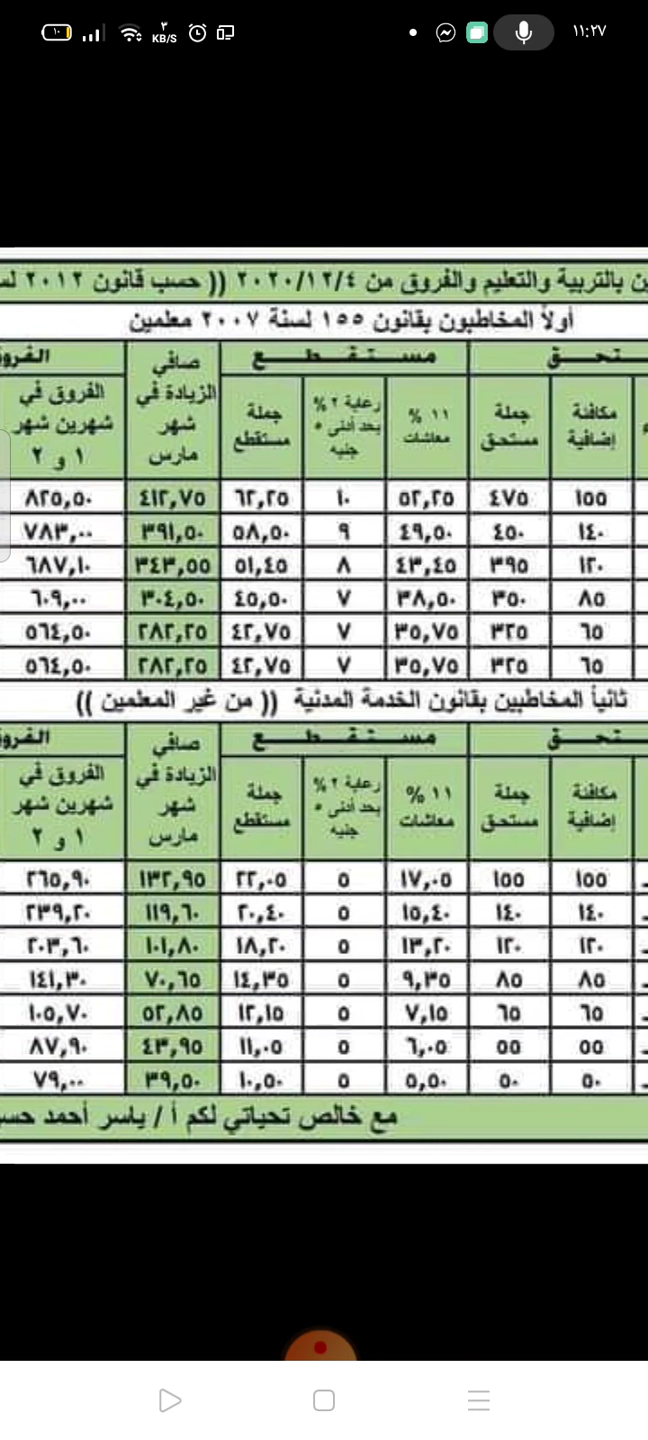 ١١:٢٧
٣ KB/S
ن بالتربية والتعليم والفروق من ٢٠٢٠/١٢/٤ (( حسب قانون ٢٠١٢
أولاً المخاطبون بقانون ١٥٥ لسنة ٢٠٠٧ معلمين
تحق مستقطع صافي الزيادة في شهر مارس الفرو
مكافئة إضافية جملة مستحق ١١ % معاشات رعاية ٢ % بحد أدنى ٥ جنيه جملة مستقطع الفروق في شهرين شهر ١ و ٢
١٥٥ ٤٧٥ ٥٢,٢٥ ١٠ ٦٢,٢٥ ٤١٢,٧٥ ٨٢٥,٥٠
١٤٠ ٤٥٠ ٤٩,٥٠ ٩ ٥٨,٥٠ ٣٩١,٥٠ ٧٨٣,٠٠
١٢٠ ٣٩٥ ٤٣,٤٥ ٨ ٥١,٤٥ ٣٤٣,٥٥ ٦٨٧,١٠
٨٥ ٣٥٠ ٣٨,٥٠ ٧ ٤٥,٥٠ ٣٠٤,٥٠ ٦٠٩,٠٠
٦٥ ٣٢٥ ٣٥,٧٥ ٧ ٤٢,٧٥ ٢٨٢,٢٥ ٥٦٤,٥٠
٦٥ ٣٢٥ ٣٥,٧٥ ٧ ٤٢,٧٥ ٢٨٢,٢٥ ٥٦٤,٥٠
ثانياً المخاطبين بقانون الخدمة المدنية (( من غير المعلمين ))
تحق مستقطع صافي الزيادة في شهر مارس الفرو
مكافئة إضافية جملة مستحق ١١ % معاشات رعاية ٢ % بحد أدنى ٥ جنيه جملة مستقطع الفروق في شهرين شهر ١ و ٢
١٥٥ ١٥٥ ١٧,٠٥ ٥ ٢٢,٠٥ ١٣٢,٩٥ ٢٦٥,٩٠
١٤٠ ١٤٠ ١٥,٤٠ ٥ ٢٠,٤٠ ١١٩,٦٠ ٢٣٩,٢٠
١٢٠ ١٢٠ ١٣,٢٠ ٥ ١٨,٢٠ ١٠١,٨٠ ٢٠٣,٦٠
٨٥ ٨٥ ٩,٣٥ ٥ ١٤,٣٥ ٧٠,٦٥ ١٤١,٣٠
٦٥ ٦٥ ٧,١٥ ٥ ١٢,١٥ ٥٢,٨٥ ١٠٥,٧٠
٥٥ ٥٥ ٦,٠٥ ٥ ١١,٠٥ ٤٣,٩٥ ٨٧,٩٠
٥٠ ٥٠ ٥,٥٠ ٥ ١٠,٥٠ ٣٩,٥٠ ٧٩,٠٠
مع خالص تحياتي لكم أ / ياسر أحمد حس